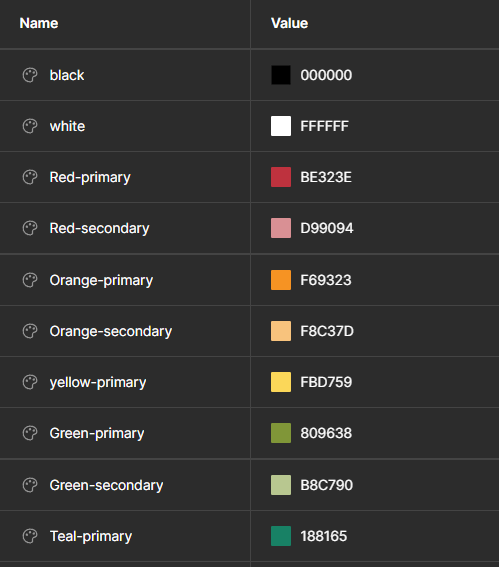 Name Value
black 000000
white FFFFFF
Red-primary BE323E
Red-secondary D99094
Orange-primary F69323
Orange-secondary F8C37D
yellow-primary FBD759
Green-primary 809638
Green-secondary B8C790
Teal-primary 188165